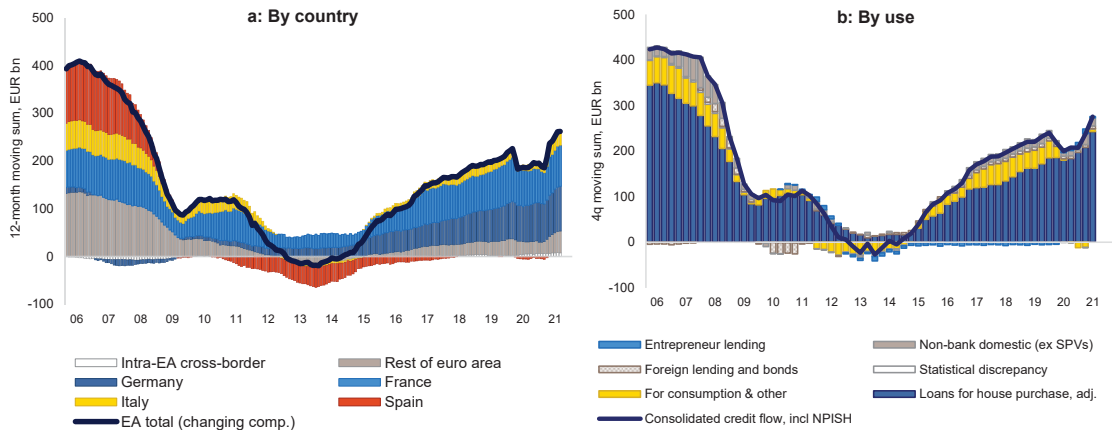 a: By country
12-month moving sum, EUR bn
500
400
300
200
100
0
-100
06 07 08 09 10 11 12 13 14 15 16 17 18 19 20 21
Intra-EA cross-border
Rest of euro area
Germany
France
Italy
Spain
EA total (changing comp.)
b: By use
4q moving sum, EUR bn
500
400
300
200
100
0
-100
06 07 08 09 10 11 12 13 14 15 16 17 18 19 20 21
Entrepreneur lending
Non-bank domestic (ex SPVs)
Foreign lending and bonds
Statistical discrepancy
For consumption & other
Loans for house purchase, adj.
Consolidated credit flow, incl NPISH